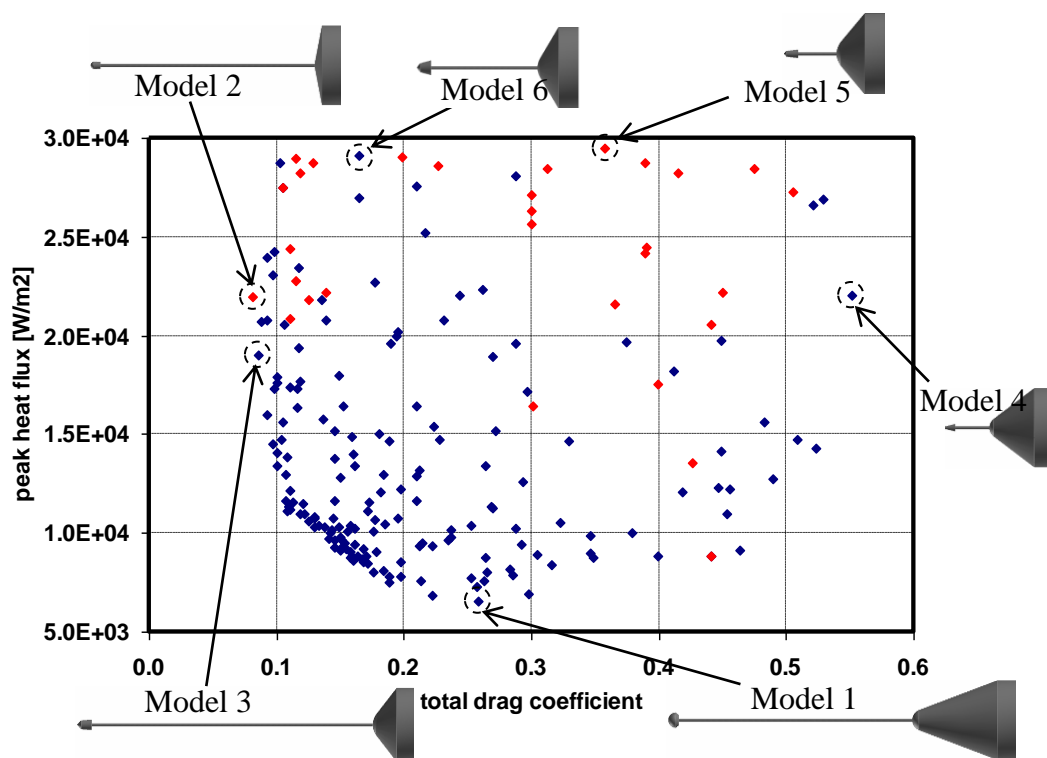 Model 2
Model 6
Model 5
3.0E+04
2.5E+04
2.0E+04
1.5E+04
1.0E+04
5.0E+03
peak heat flux [W/m2]
Model 4
0.0
0.1
0.2
0.3
0.4
0.5
0.6
Model 3
total drag coefficient
Model 1